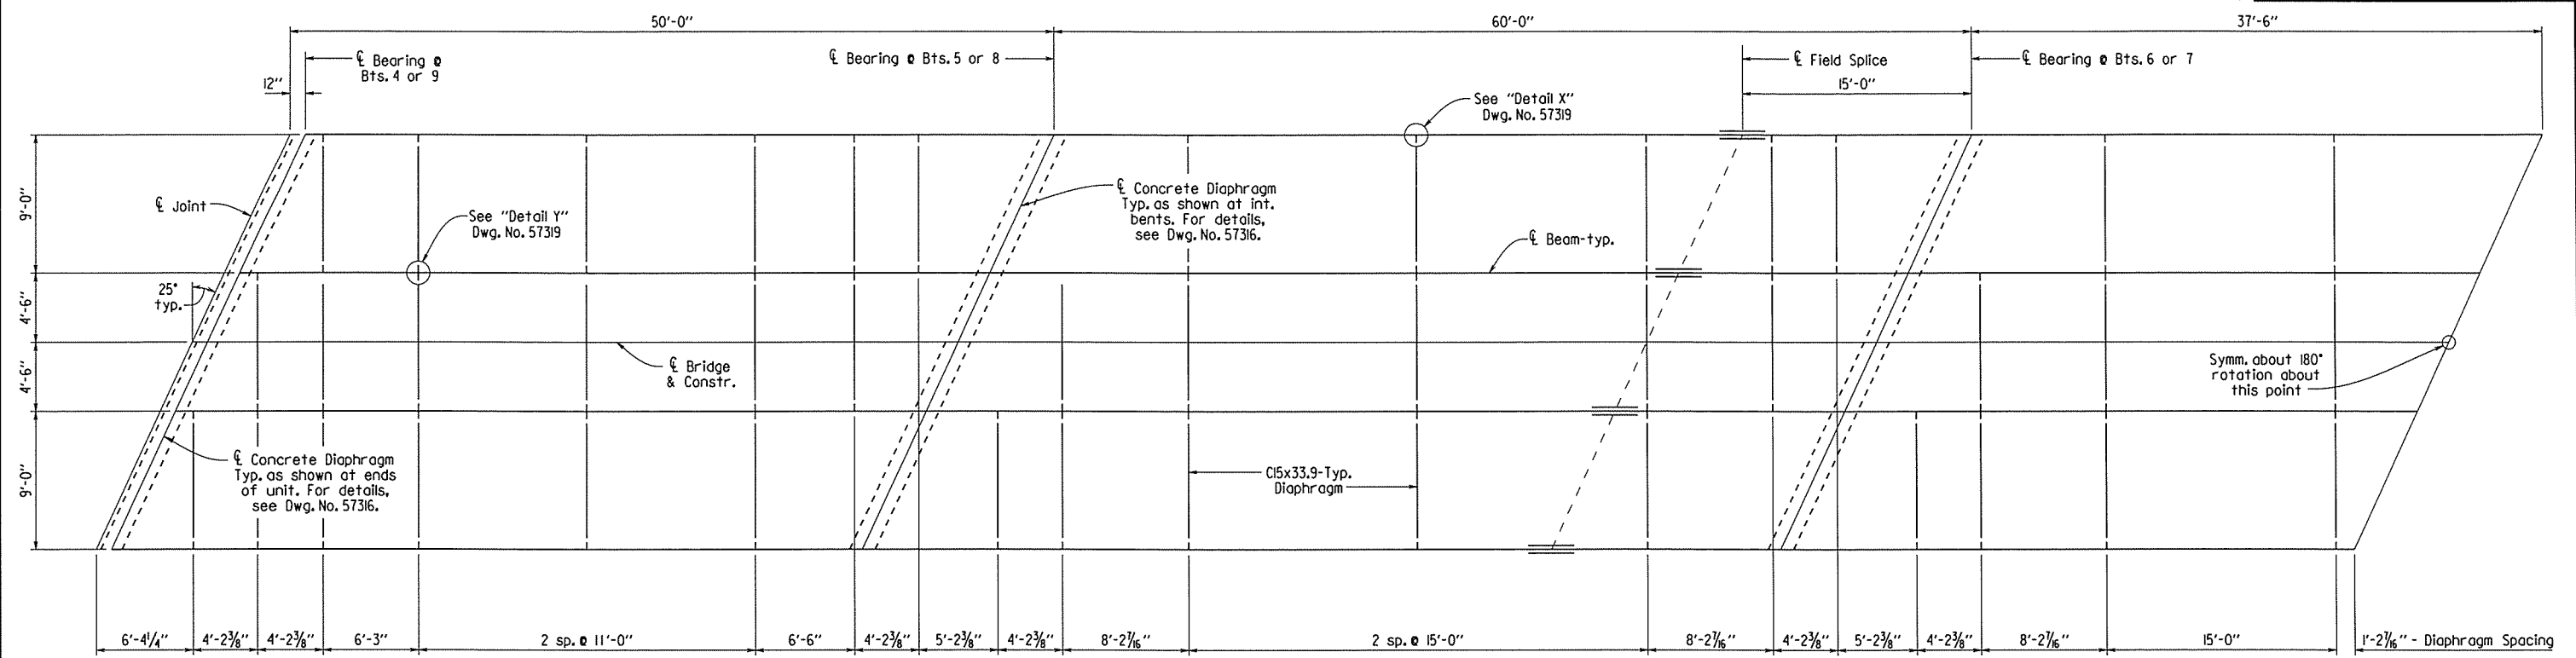 50'-0"
60'-0"
37'-6"
℄ Bearing @
Bts. 4 or 9
℄ Bearing @ Bts. 5 or 8
℄ Field Splice
℄ Bearing @ Bts. 6 or 7
12"
15'-0"
See "Detail X"
Dwg. No. 57319
9'-0"
4'-6"
4'-6"
9'-0"
℄ Joint
See "Detail Y"
Dwg. No. 57319
℄ Concrete Diaphragm
Typ. as shown at int.
bents. For details,
see Dwg. No. 57316.
℄ Beam-typ.
25°
typ.
℄ Bridge
& Constr.
Symm. about 180°
rotation about
this point
℄ Concrete Diaphragm
Typ. as shown at ends
of unit. For details,
see Dwg. No. 57316.
C15x33.9-Typ.
Diaphragm
6'-4¼" 4'-2⅜" 4'-2⅜" 6'-3" 2 sp. @ 11'-0" 6'-6" 4'-2⅜" 5'-2⅜" 4'-2⅜" 8'-2⁷⁄₁₆" 2 sp. @ 15'-0" 8'-2⁷⁄₁₆" 4'-2⅜" 5'-2⅜" 4'-2⅜" 8'-2⁷⁄₁₆" 15'-0" 1'-2⁷⁄₁₆" - Diaphragm Spacing